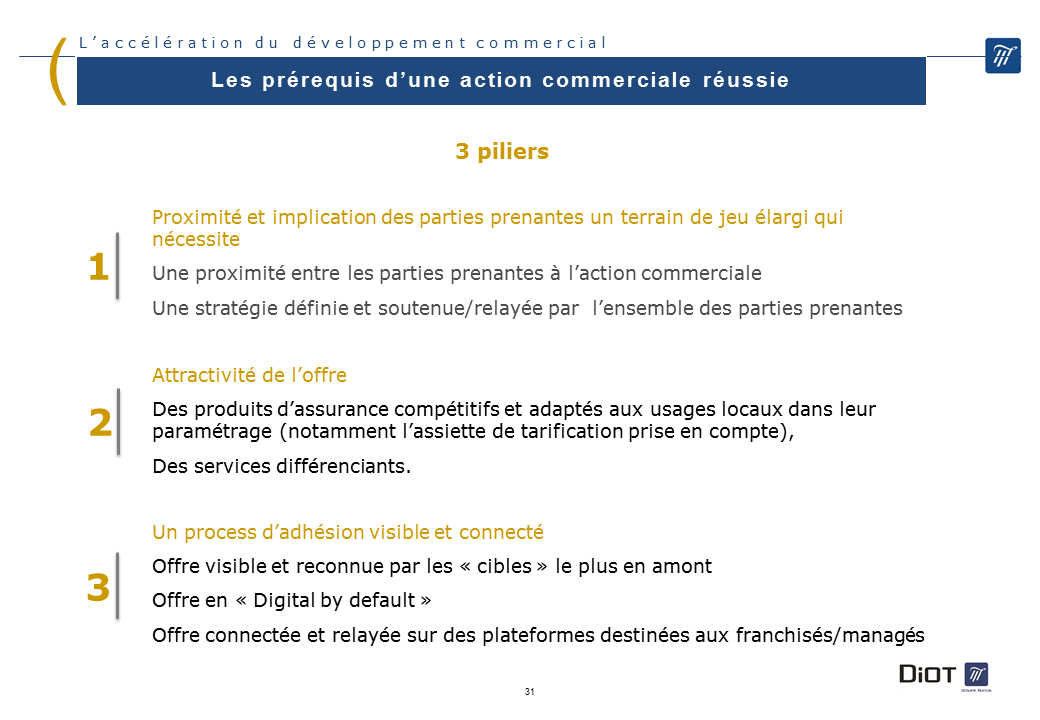 L’accélération du développement commercial
Les prérequis d’une action commerciale réussie
3 piliers
1
Proximité et implication des parties prenantes un terrain de jeu élargi qui
nécessite
Une proximité entre les parties prenantes à l’action commerciale
Une stratégie définie et soutenue/relayée par l’ensemble des parties prenantes
2
Attractivité de l’offre
Des produits d’assurance compétitifs et adaptés aux usages locaux dans leur
paramétrage (notamment l’assiette de tarification prise en compte),
Des services différenciants.
3
Un process d’adhésion visible et connecté
Offre visible et reconnue par les « cibles » le plus en amont
Offre en « Digital by default »
Offre connectée et relayée sur des plateformes destinées aux franchisés/managés
DiOT
Groupe Burrus
31